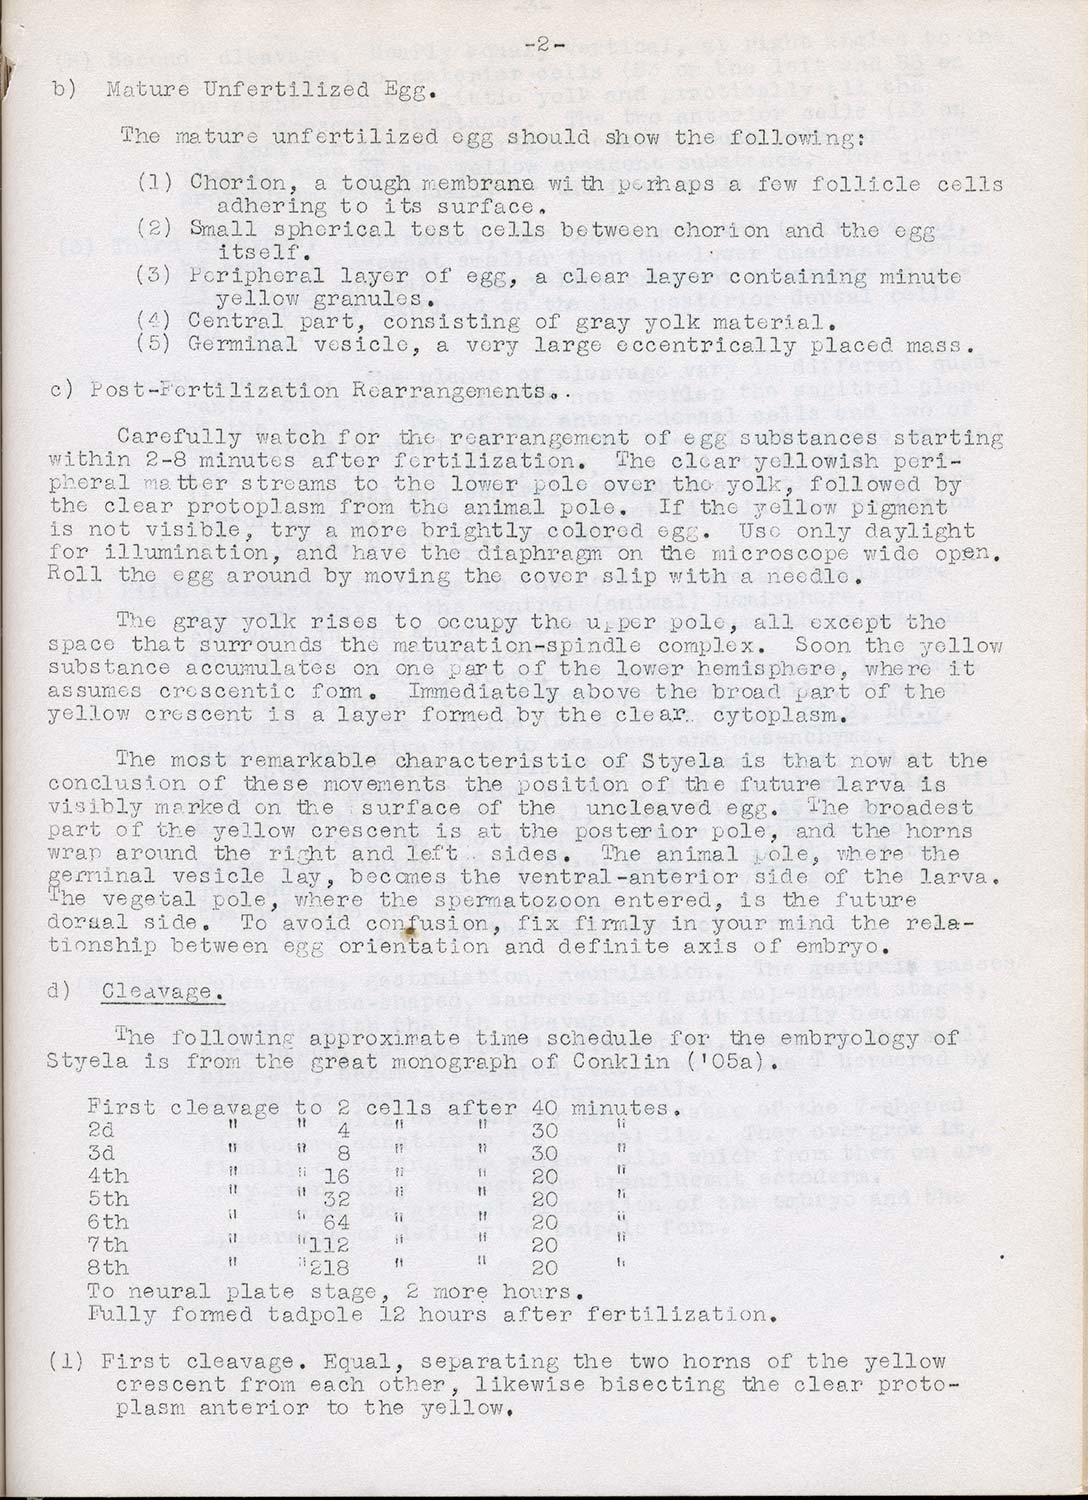 -2-
b) Mature Unfertilized Egg.
The mature unfertilized egg should show the following:
(1) Chorion, a tough membrane with perhaps a few follicle cells
adhering to its surface.
(2) Small spherical test cells between chorion and the egg
itself.
(3) Peripheral layer of egg, a clear layer containing minute
yellow granules.
(4) Central part, consisting of gray yolk material.
(5) Germinal vesicle, a very large eccentrically placed mass.
c) Post-Fertilization Rearrangements.
Carefully watch for the rearrangement of egg substances starting
within 2-8 minutes after fertilization. The clear yellowish peri-
pheral matter streams to the lower pole over the yolk, followed by
the clear protoplasm from the animal pole. If the yellow pigment
is not visible, try a more brightly colored egg. Use only daylight
for illumination, and have the diaphragm on the microscope wide open.
Roll the egg around by moving the cover slip with a needle.
The gray yolk rises to occupy the upper pole, all except the
space that surrounds the maturation-spindle complex. Soon the yellow
substance accumulates on one part of the lower hemisphere, where it
assumes crescentic form. Immediately above the broad part of the
yellow crescent is a layer formed by the clear cytoplasm.
The most remarkable characteristic of Styela is that now at the
conclusion of these movements the position of the future larva is
visibly marked on the surface of the uncleaved egg. The broadest
part of the yellow crescent is at the posterior pole, and the horns
wrap around the right and left sides. The animal pole, where the
germinal vesicle lay, becomes the ventral-anterior side of the larva.
The vegetal pole, where the spermatozoon entered, is the future
dorsal side. To avoid confusion, fix firmly in your mind the rela-
tionship between egg orientation and definite axis of embryo.
d) Cleavage.
The following approximate time schedule for the embryology of
Styela is from the great monograph of Conklin ('05a).
First cleavage to 2 cells after 40 minutes.
2d " " 4 " " 30 "
3d " " 8 " " 30 "
4th " " 16 " " 20 "
5th " " 32 " " 20 "
6th " " 64 " " 20 "
7th " "112 " " 20 "
8th " "218 " " 20 "
To neural plate stage, 2 more hours.
Fully formed tadpole 12 hours after fertilization.
(1) First cleavage. Equal, separating the two horns of the yellow
crescent from each other, likewise bisecting the clear proto-
plasm anterior to the yellow.